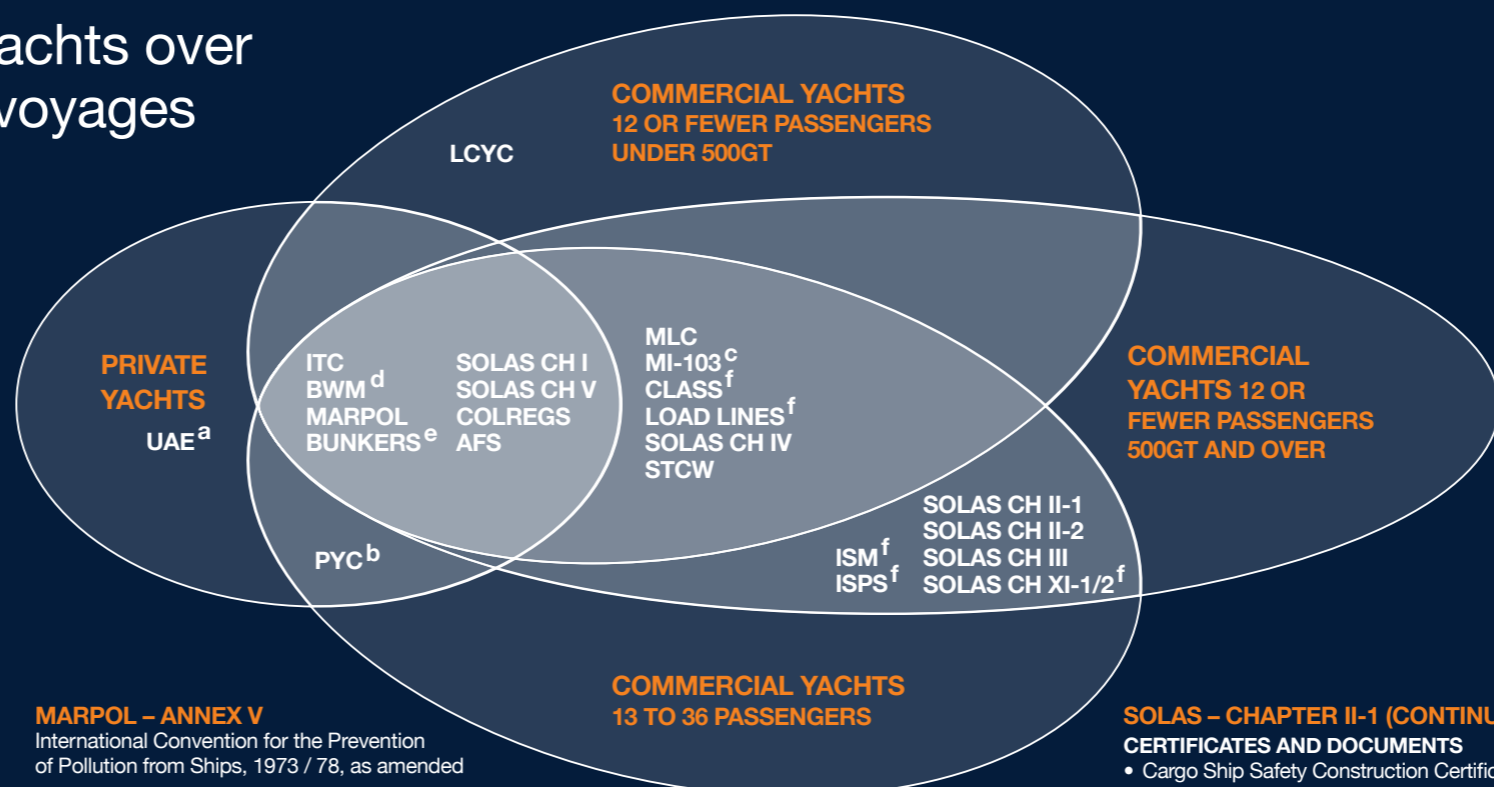 achts over
voyages
COMMERCIAL YACHTS
12 OR FEWER PASSENGERS
UNDER 500GT
LCYC
PRIVATE
YACHTS
UAE a
ITC
BWM d
MARPOL
BUNKERS e
SOLAS CH I
SOLAS CH V
COLREGS
AFS
MLC
MI-103 c
CLASS f
LOAD LINES f
SOLAS CH IV
STCW
COMMERCIAL
YACHTS 12 OR
FEWER PASSENGERS
500GT AND OVER
PYC b
ISM f
ISPS f
SOLAS CH II-1
SOLAS CH II-2
SOLAS CH III
SOLAS CH XI-1/2 f
COMMERCIAL YACHTS
13 TO 36 PASSENGERS
MARPOL – ANNEX V
International Convention for the Prevention
of Pollution from Ships, 1973 / 78, as amended
SOLAS – CHAPTER II-1 (CONTINU
CERTIFICATES AND DOCUMENTS
• Cargo Ship Safety Construction Certific